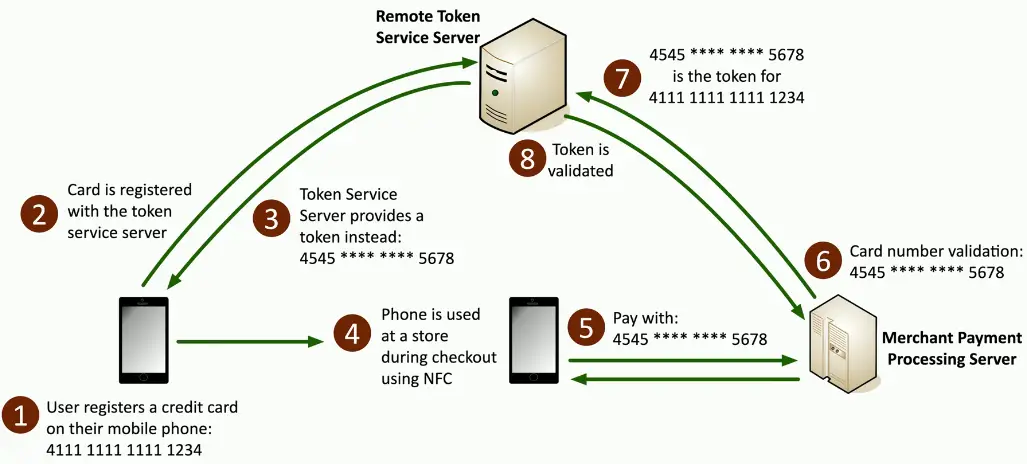 Remote Token
Service Server
7
4545 **** **** 5678
is the token for
4111 1111 1111 1234
8
Token is
validated
2
Card is registered
with the token
service server
3
Token Service
Server provides a
token instead:
4545 **** **** 5678
6
Card number validation:
4545 **** **** 5678
4
Phone is used
at a store
during checkout
using NFC
5
Pay with:
4545 **** **** 5678
Merchant Payment
Processing Server
1
User registers a credit card
on their mobile phone:
4111 1111 1111 1234